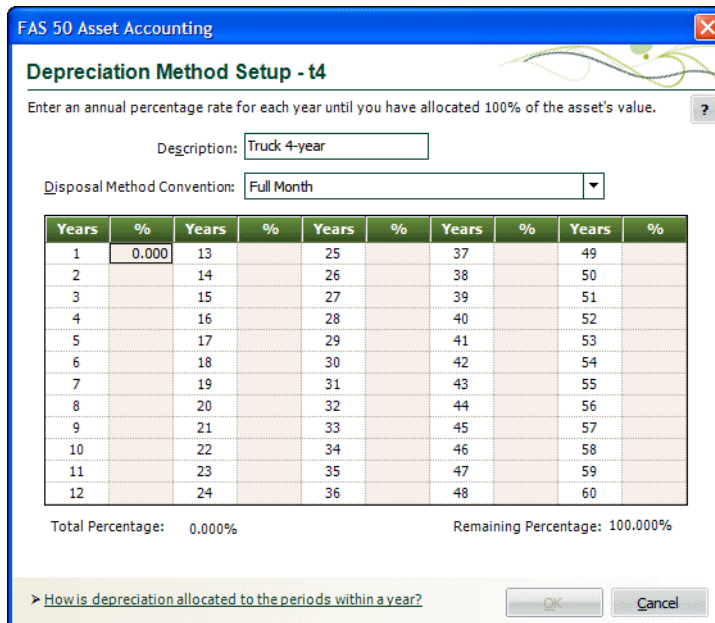 FAS 50 Asset Accounting
Depreciation Method Setup - t4
Enter an annual percentage rate for each year until you have allocated 100% of the asset's value.
?
Description: Truck 4-year
Disposal Method Convention: Full Month
Years % Years % Years % Years % Years %
1 0.000 13 25 37 49
2 14 26 38 50
3 15 27 39 51
4 16 28 40 52
5 17 29 41 53
6 18 30 42 54
7 19 31 43 55
8 20 32 44 56
9 21 33 45 57
10 22 34 46 58
11 23 35 47 59
12 24 36 48 60
Total Percentage: 0.000% Remaining Percentage: 100.000%
How is depreciation allocated to the periods within a year? OK Cancel